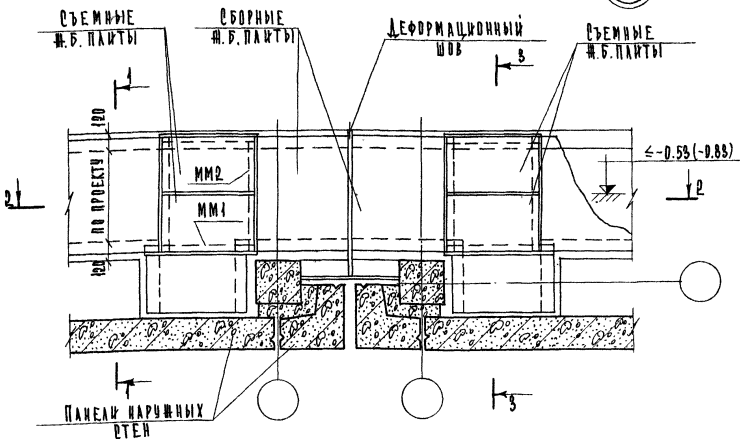 СЪЕМНЫЕ
Ж.Б. ПЛИТЫ
СБОРНЫЕ
Ж.Б. ПЛИТЫ
ДЕФОРМАЦИОННЫЙ
ШОВ
СЪЕМНЫЕ
Ж.Б. ПЛИТЫ
1
3
120
ПО ПРОЕКТУ
120
ММ2
ММ1
≤-0.53(-0.83)
2
2
1
3
ПАНЕЛИ НАРУЖНЫХ
СТЕН